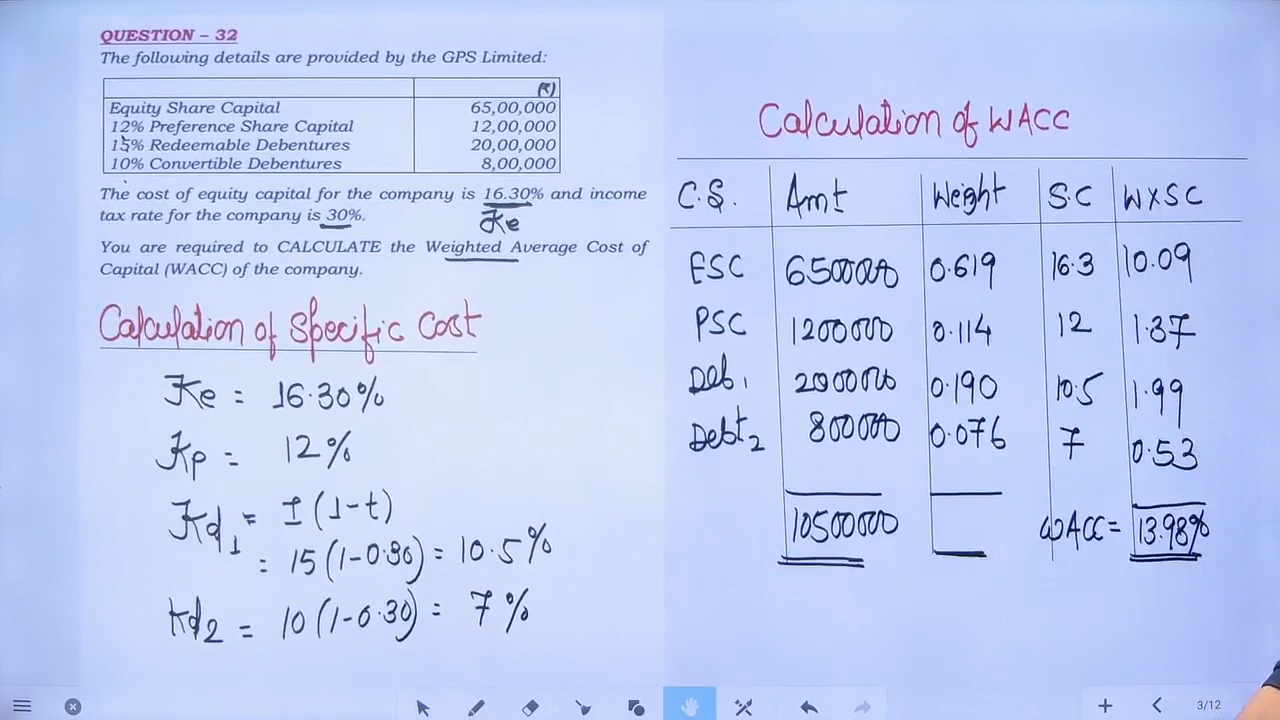 QUESTION – 32
The following details are provided by the GPS Limited:
(₹)
Equity Share Capital 65,00,000
12% Preference Share Capital 12,00,000
15% Redeemable Debentures 20,00,000
10% Convertible Debentures 8,00,000
The cost of equity capital for the company is 16.30% and income
tax rate for the company is 30%.
Ke
You are required to CALCULATE the Weighted Average Cost of
Capital (WACC) of the company.
Calculation of Specific Cost
Ke = 16.30%
Kp = 12%
Kd1 = I (1-t)
= 15 (1-0.30) = 10.5%
Kd2 = 10 (1-0.30) = 7%
Calculation of WACC
C.S. Amt Weight S.C WXSC
ESC 6500000 0.619 16.3 10.09
PSC 1200000 0.114 12 1.37
Deb1 2000000 0.190 10.5 1.99
Debt2 800000 0.076 7 0.53
10500000 WACC = 13.98%
3/12